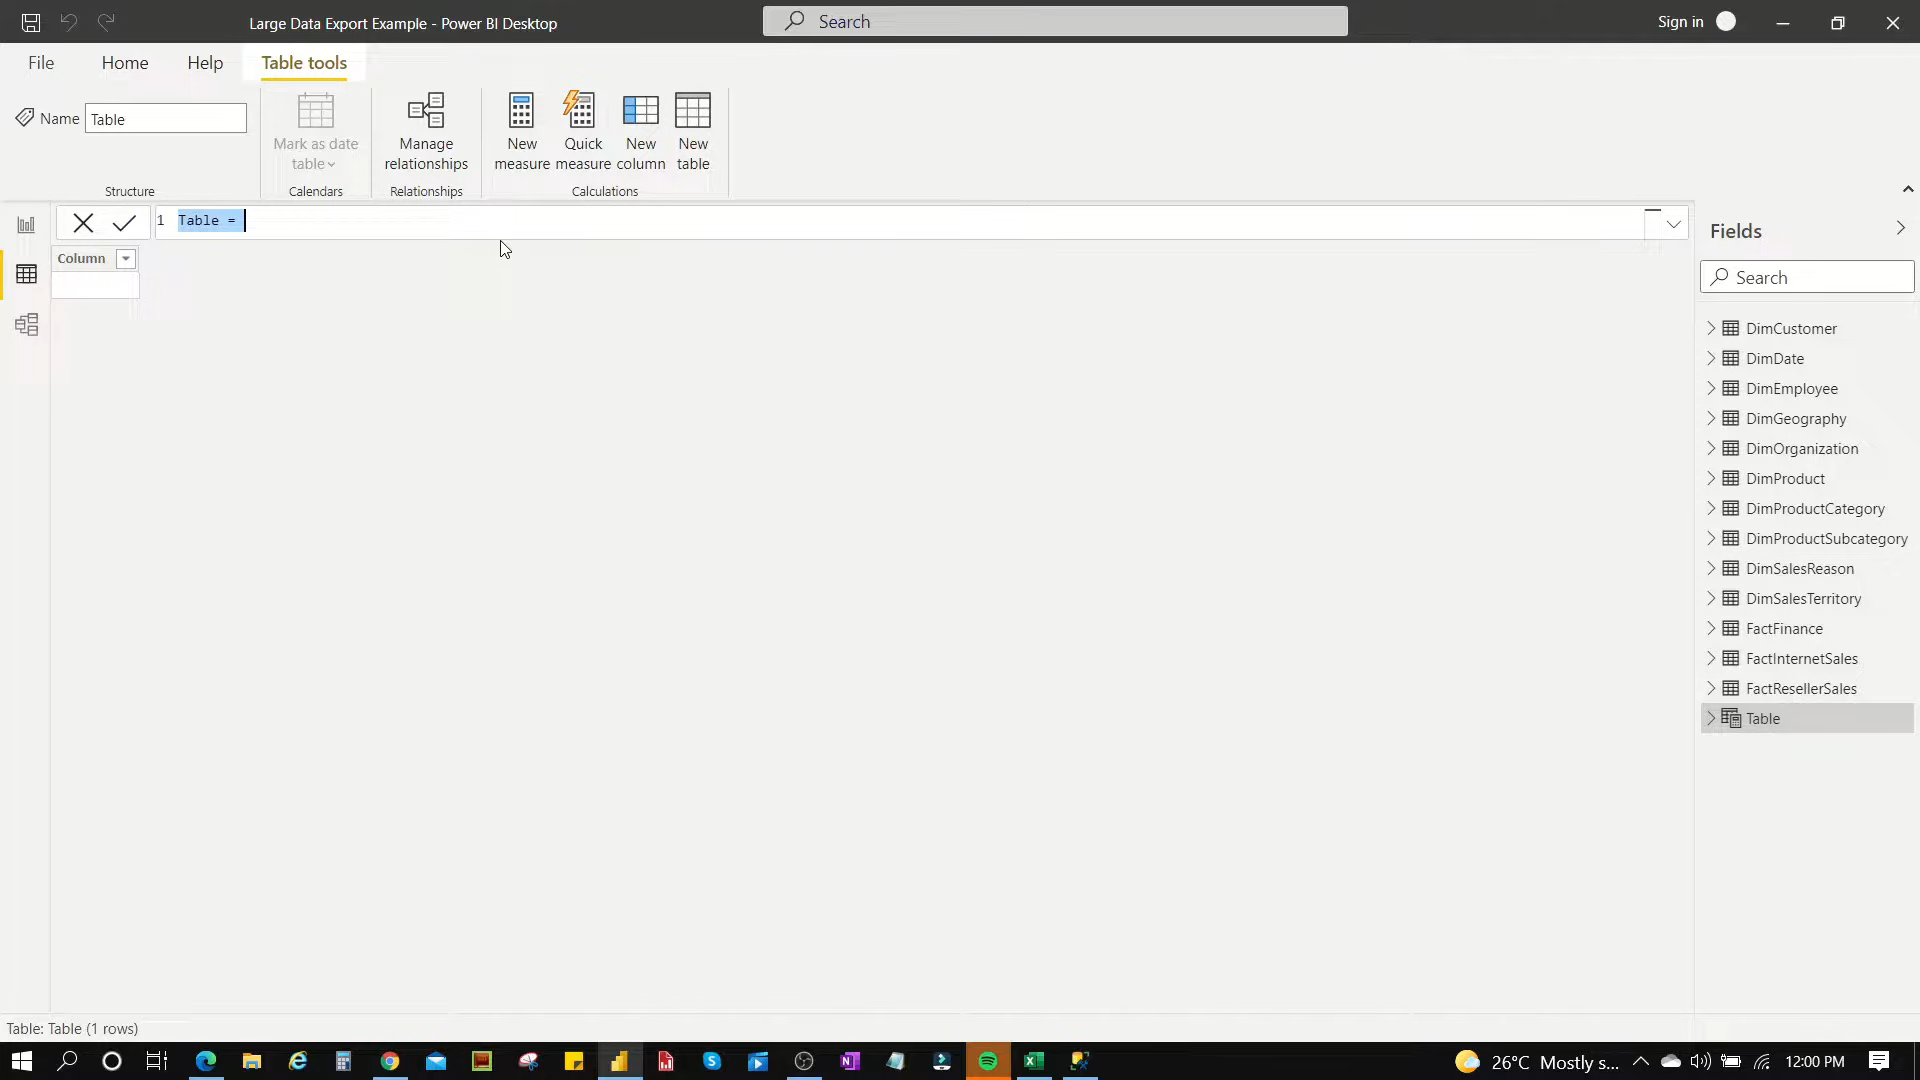 Large Data Export Example - Power BI Desktop
Search
Sign in
File
Home
Help
Table tools
Name
Table
Mark as date
table
Manage
relationships
New
measure
Quick
measure
New
column
New
table
Structure
Calendars
Relationships
Calculations
1 Table =
Column
Fields
Search
DimCustomer
DimDate
DimEmployee
DimGeography
DimOrganization
DimProduct
DimProductCategory
DimProductSubcategory
DimSalesReason
DimSalesTerritory
FactFinance
FactInternetSales
FactResellerSales
Table
Table: Table (1 rows)
26°C Mostly s...
12:00 PM